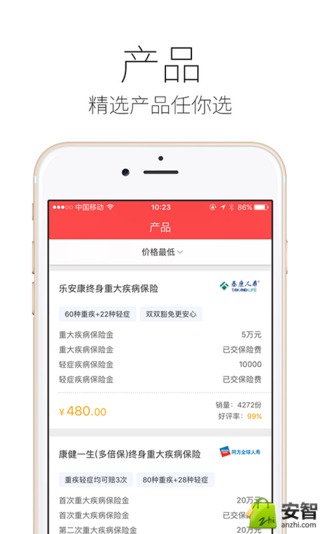 产品
精选产品任你选
中国移动 10:23 86%
产品
价格最低
乐安康终身重大疾病保险
泰康人寿
TAIKANGLIFE
60种重疾+22种轻症 双双豁免更安心
重大疾病保险金 5万元
重大疾病保险金 已交保险费
轻症疾病保险金 10000
轻症疾病保险金 已交保险费
¥480.00
销量：4272份
好评率：99%
康健一生(多倍保)终身重大疾病保险
同方全球人寿
重疾轻症均可赔3次 80种重疾+28种轻症
首次重大疾病保险金 20万元
首次重大疾病保险金 已交
第二次重大疾病保险金 20万
安智
anzhi.com
zhi